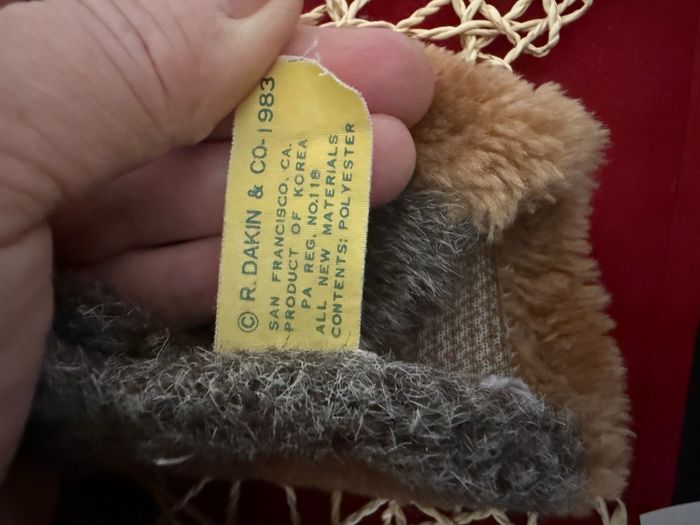 © R. DAKIN & CO-1983
SAN FRANCISCO, CA.
PRODUCT OF KOREA
PA REG. NO.118
ALL NEW MATERIALS
CONTENTS: POLYESTER